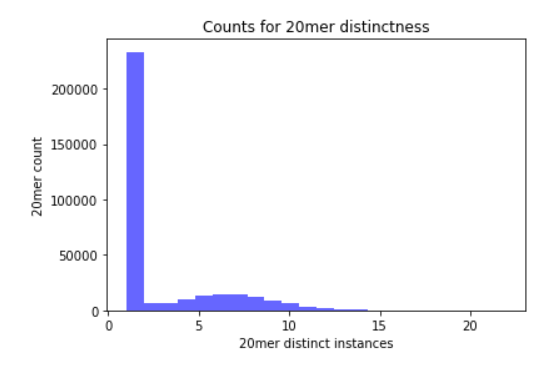 Counts for 20mer distinctness
20mer count
200000
150000
100000
50000
0
0 5 10 15 20
20mer distinct instances